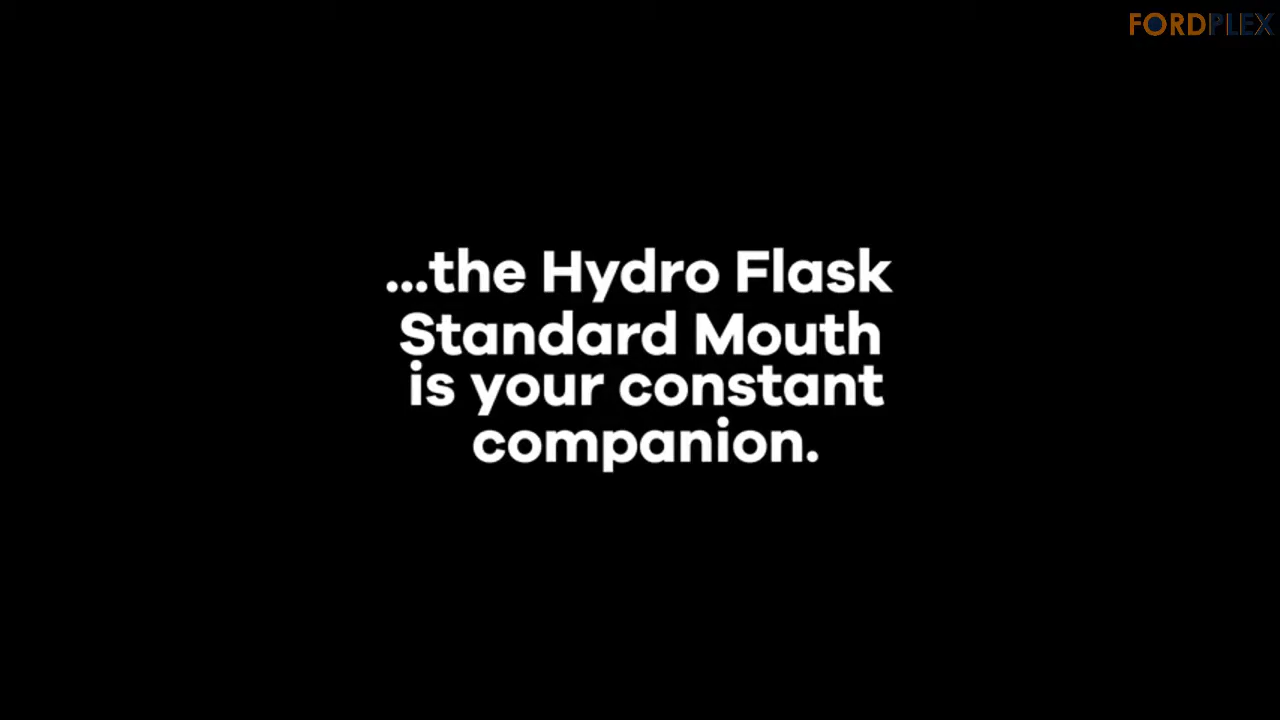 FORDPLEX
...the Hydro Flask
Standard Mouth
is your constant
companion.